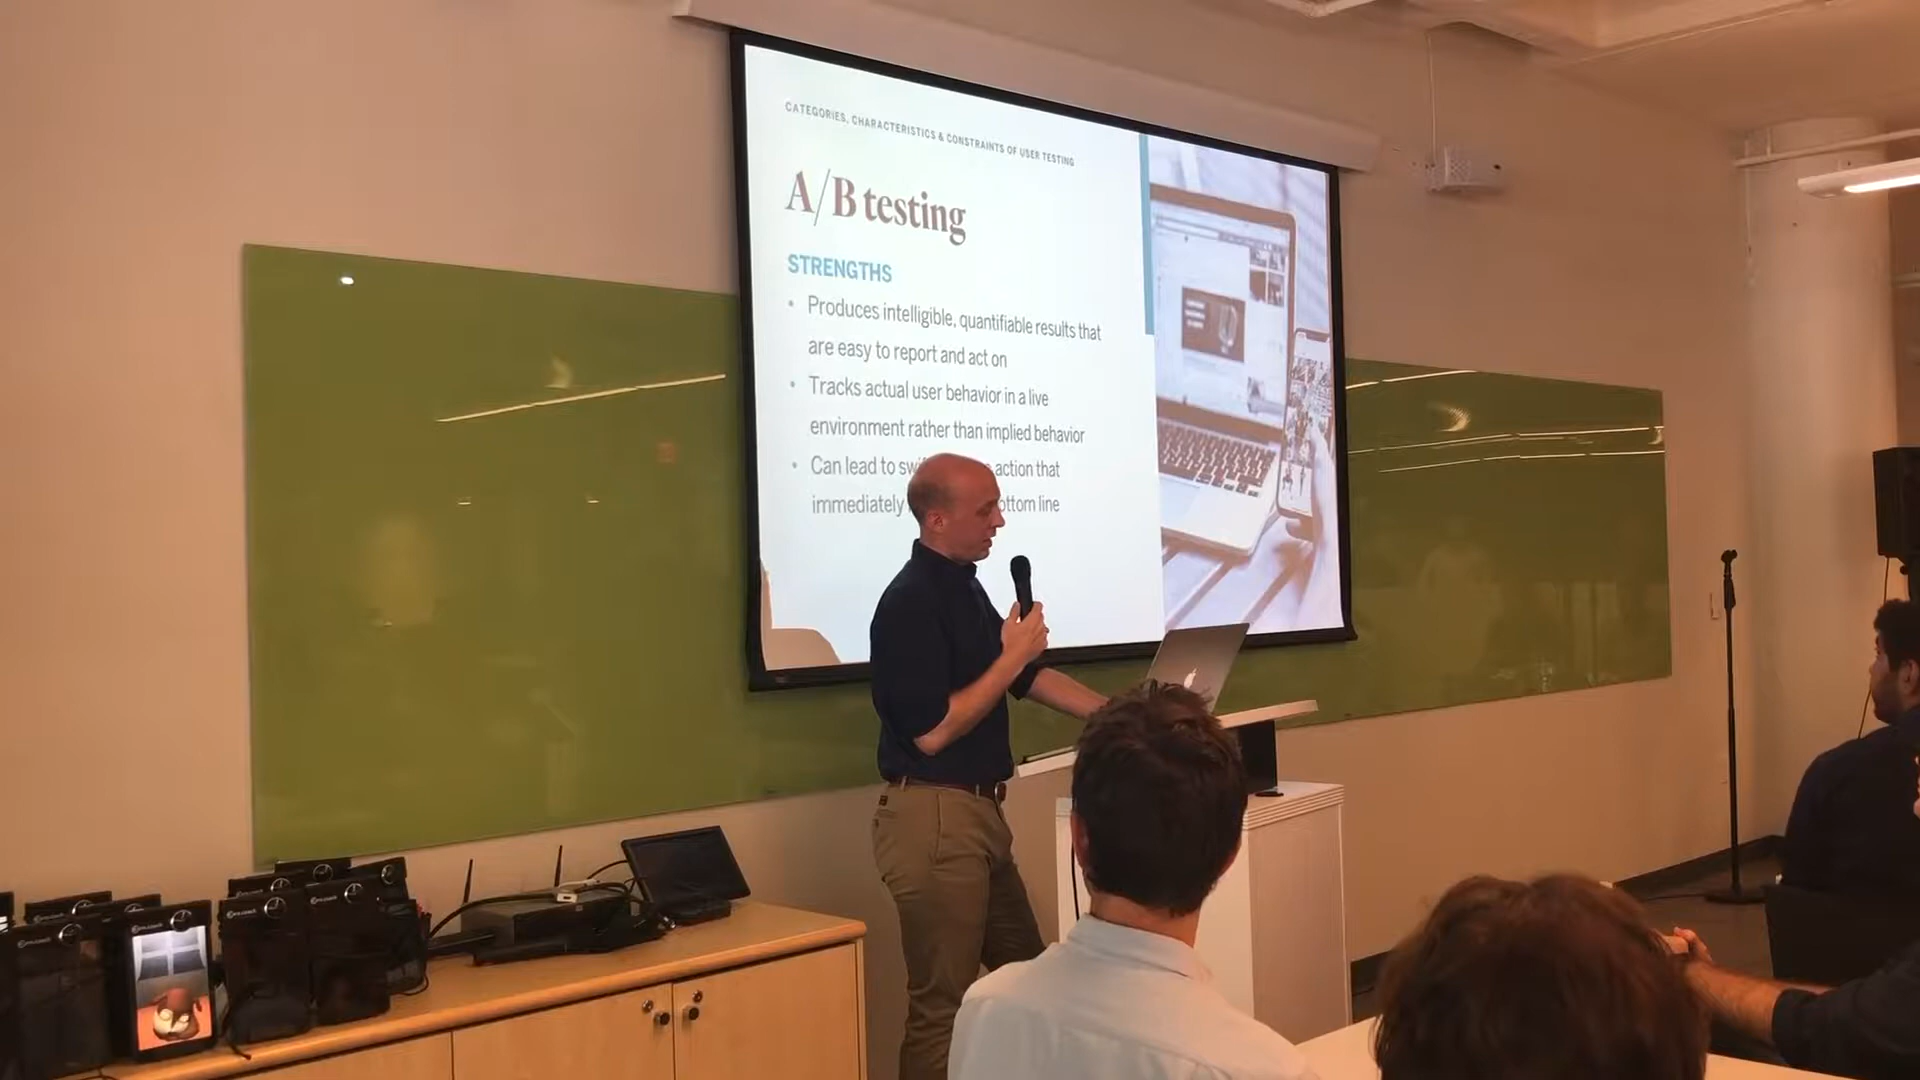 CATEGORIES, CHARACTERISTICS & CONSTRAINTS OF USER TESTING
A/B testing
STRENGTHS
• Produces intelligible, quantifiable results that
are easy to report and act on
• Tracks actual user behavior in a live
environment rather than implied behavior
• Can lead to action that
immediately bottom line